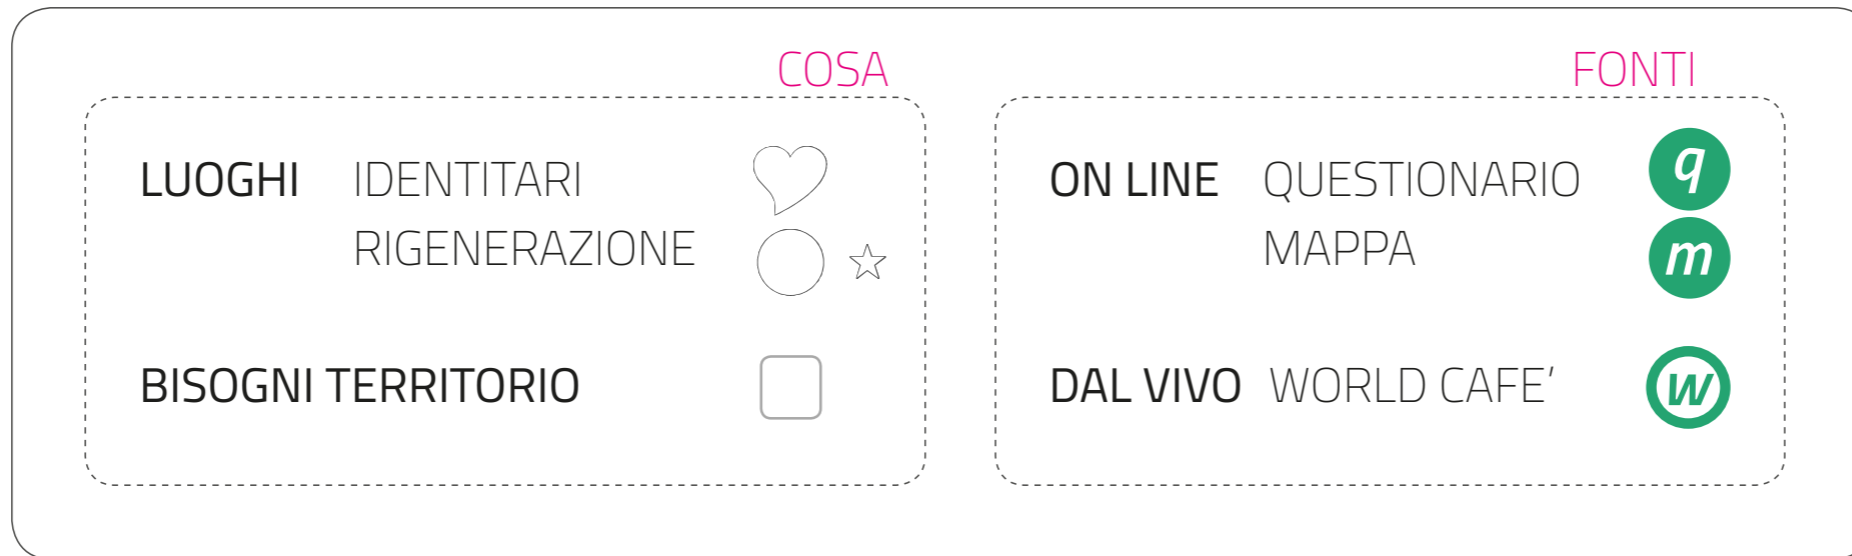 COSA
LUOGHI IDENTITARI
RIGENERAZIONE
BISOGNI TERRITORIO
FONTI
ON LINE QUESTIONARIO q
MAPPA m
DAL VIVO WORLD CAFE' w